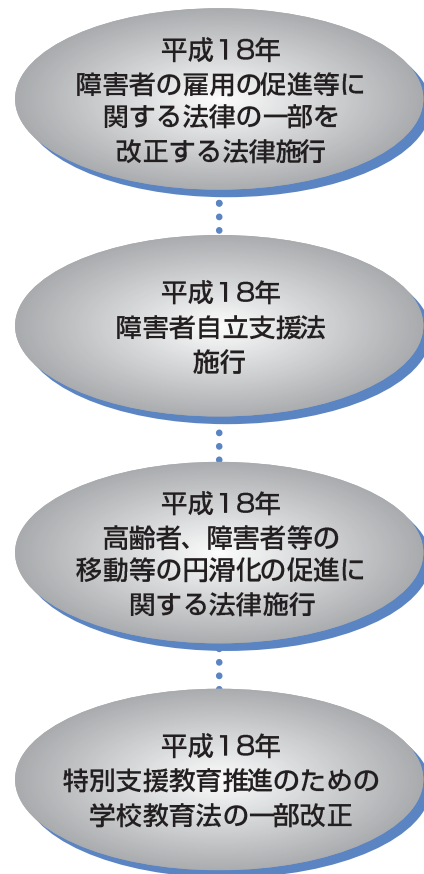 平成18年
障害者の雇用の促進等に
関する法律の一部を
改正する法律施行
平成18年
障害者自立支援法
施行
平成18年
高齢者、障害者等の
移動等の円滑化の促進に
関する法律施行
平成18年
特別支援教育推進のための
学校教育法の一部改正